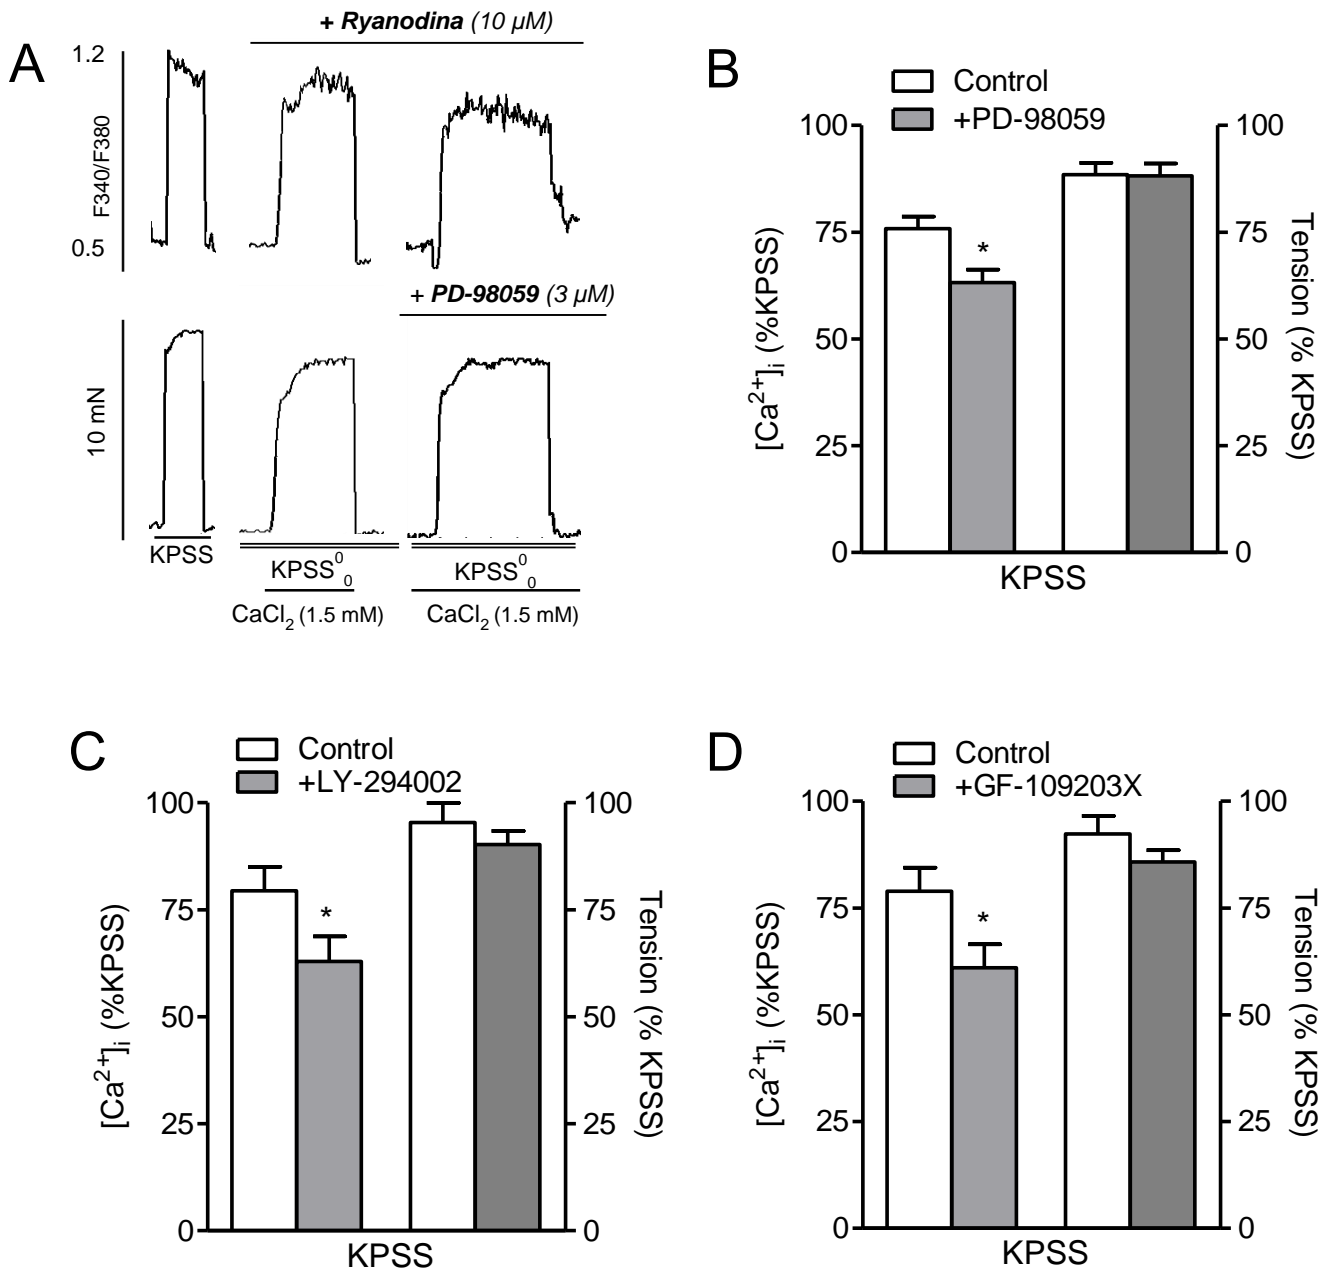 A
+ Ryanodina (10 µM)
1.2
F340/F380
0.5
+ PD-98059 (3 µM)
10 mN
KPSS
KPSS⁰₀
KPSS⁰₀
CaCl₂ (1.5 mM)
CaCl₂ (1.5 mM)
B
Control
+PD-98059
100
75
50
25
0
[Ca²⁺]ᵢ (%KPSS)
*
100
75
50
25
0
Tension (% KPSS)
KPSS
C
Control
+LY-294002
100
75
50
25
0
[Ca²⁺]ᵢ (%KPSS)
*
100
75
50
25
0
Tension (% KPSS)
KPSS
D
Control
+GF-109203X
100
75
50
25
0
[Ca²⁺]ᵢ (%KPSS)
*
100
75
50
25
0
Tension (% KPSS)
KPSS